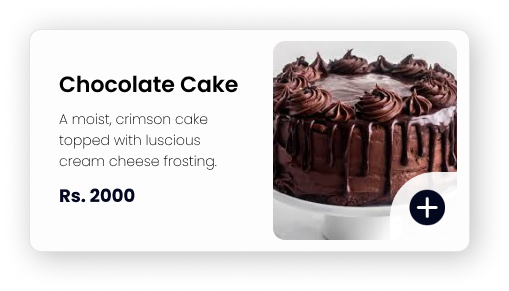 Chocolate Cake
A moist, crimson cake
topped with luscious
cream cheese frosting.
Rs. 2000